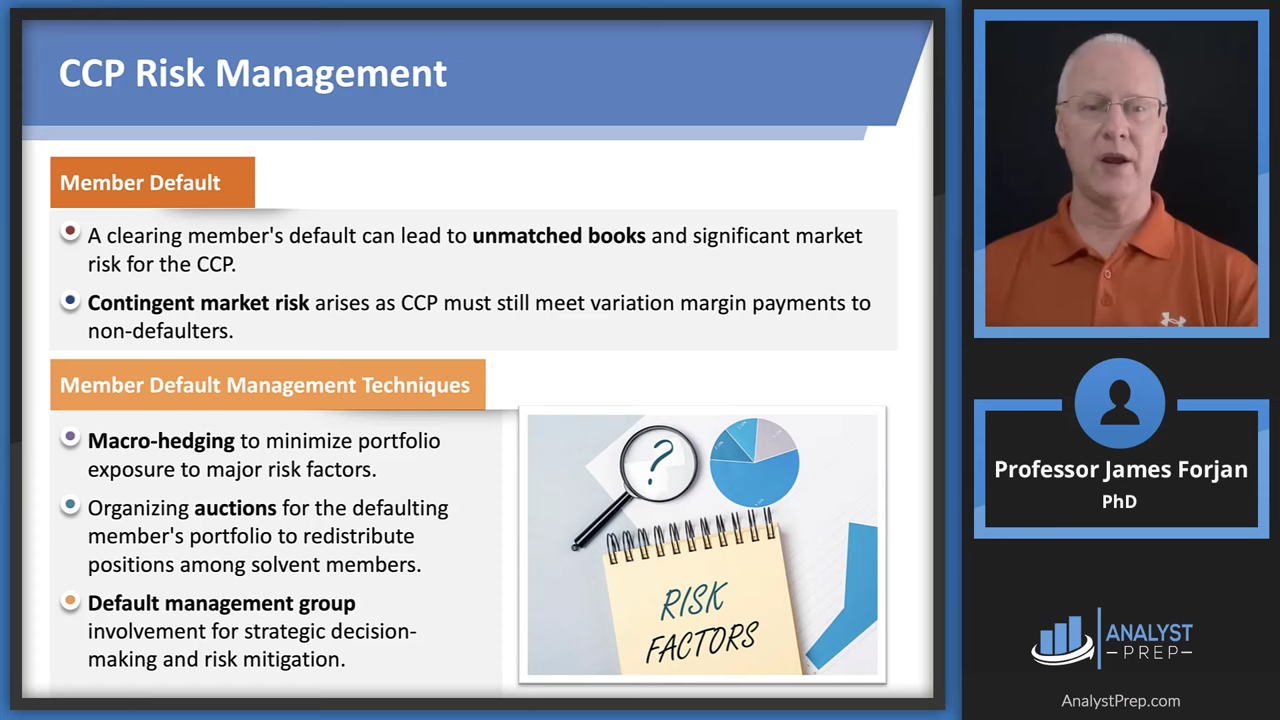 CCP Risk Management
Member Default
A clearing member's default can lead to unmatched books and significant market
risk for the CCP.
Contingent market risk arises as CCP must still meet variation margin payments to
non-defaulters.
Member Default Management Techniques
Macro-hedging to minimize portfolio
exposure to major risk factors.
Organizing auctions for the defaulting
member's portfolio to redistribute
positions among solvent members.
Default management group
involvement for strategic decision-
making and risk mitigation.
?
RISK
FACTORS
Professor James Forjan
PhD
ANALYST
PREP
AnalystPrep.com